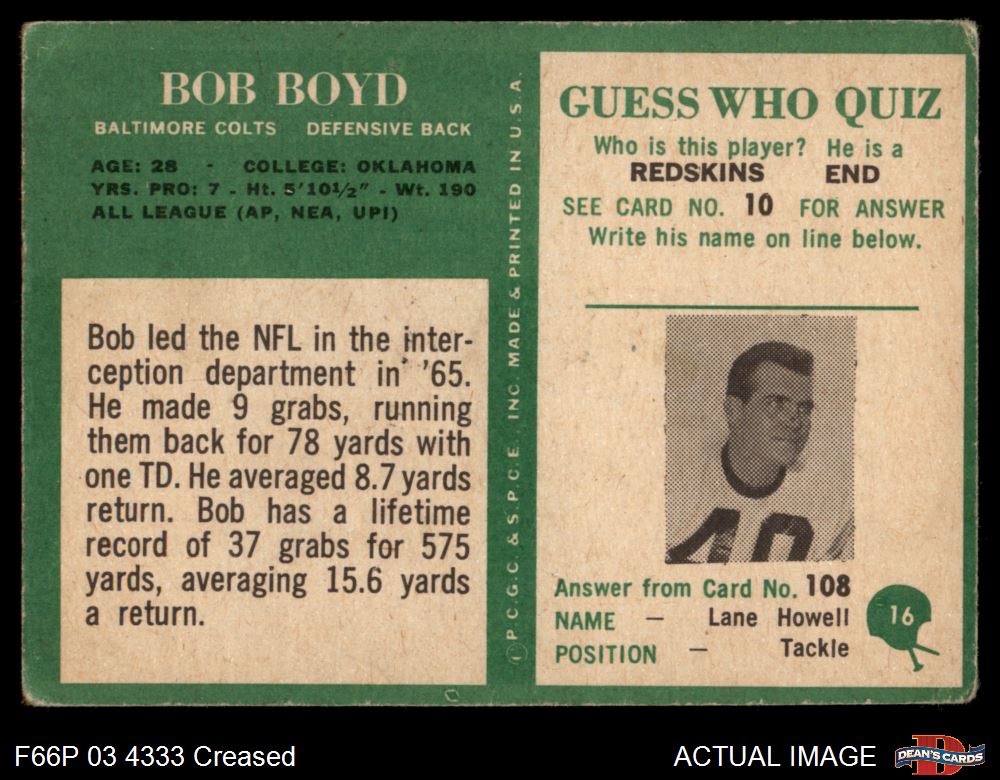 BOB BOYD
BALTIMORE COLTS DEFENSIVE BACK
AGE: 28 - COLLEGE: OKLAHOMA
YRS. PRO: 7 - Ht. 5'10½" - Wt. 190
ALL LEAGUE (AP, NEA, UPI)
Bob led the NFL in the inter-
ception department in '65.
He made 9 grabs, running
them back for 78 yards with
one TD. He averaged 8.7 yards
return. Bob has a lifetime
record of 37 grabs for 575
yards, averaging 15.6 yards
a return.
Ⓒ P.C.G.C. & S.P.C.E., INC. MADE & PRINTED IN U.S.A.
GUESS WHO QUIZ
Who is this player? He is a
REDSKINS END
SEE CARD NO. 10 FOR ANSWER
Write his name on line below.
Answer from Card No. 108
NAME — Lane Howell
POSITION — Tackle
16
F66P 03 4333 Creased
ACTUAL IMAGE
DEAN'S CARDS